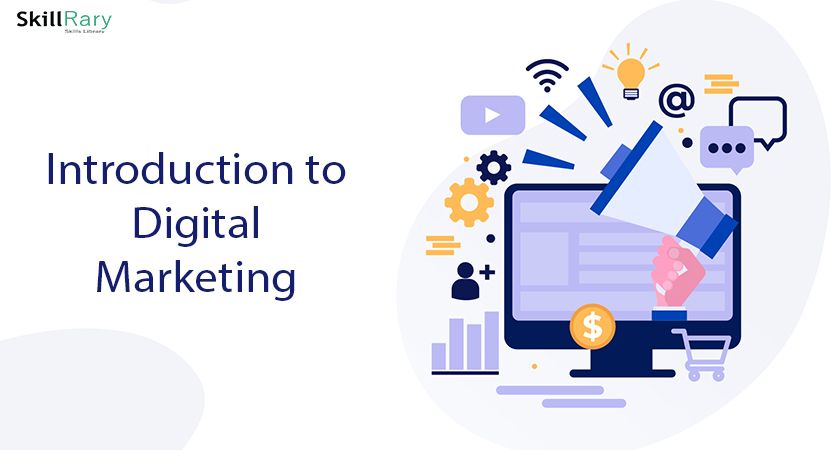 SkillRary
Skills Library
Introduction to
Digital
Marketing
@
$